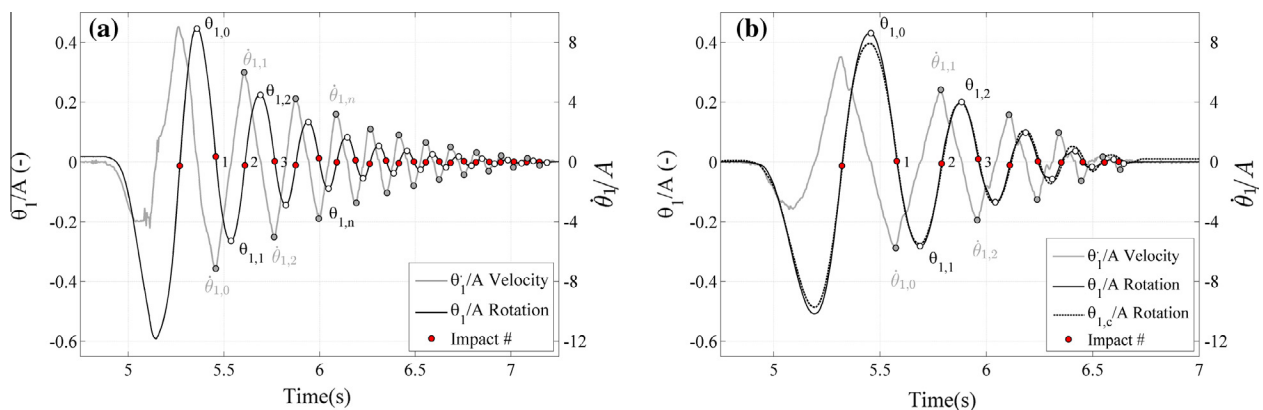 (a)
θ1,0
θ̇1,1
θ1,2
θ̇1,n
1
2
3
θ1,n
θ1,1
θ̇1,2
θ̇1,0
0.4
0.2
0
-0.2
-0.4
-0.6
θ1/A (-)
8
4
0
-4
-8
-12
θ̇1/A
θ̇1/A Velocity
θ1/A Rotation
Impact #
5
5.5
6
6.5
7
Time(s)
(b)
θ1,0
θ̇1,1
θ1,2
1
2
3
θ1,1
θ̇1,2
θ̇1,0
0.4
0.2
0
-0.2
-0.4
-0.6
θ1/A (-)
8
4
0
-4
-8
-12
θ̇1/A
θ̇1/A Velocity
θ1/A Rotation
θ1,c/A Rotation
Impact #
5
5.5
6
6.5
7
Time(s)